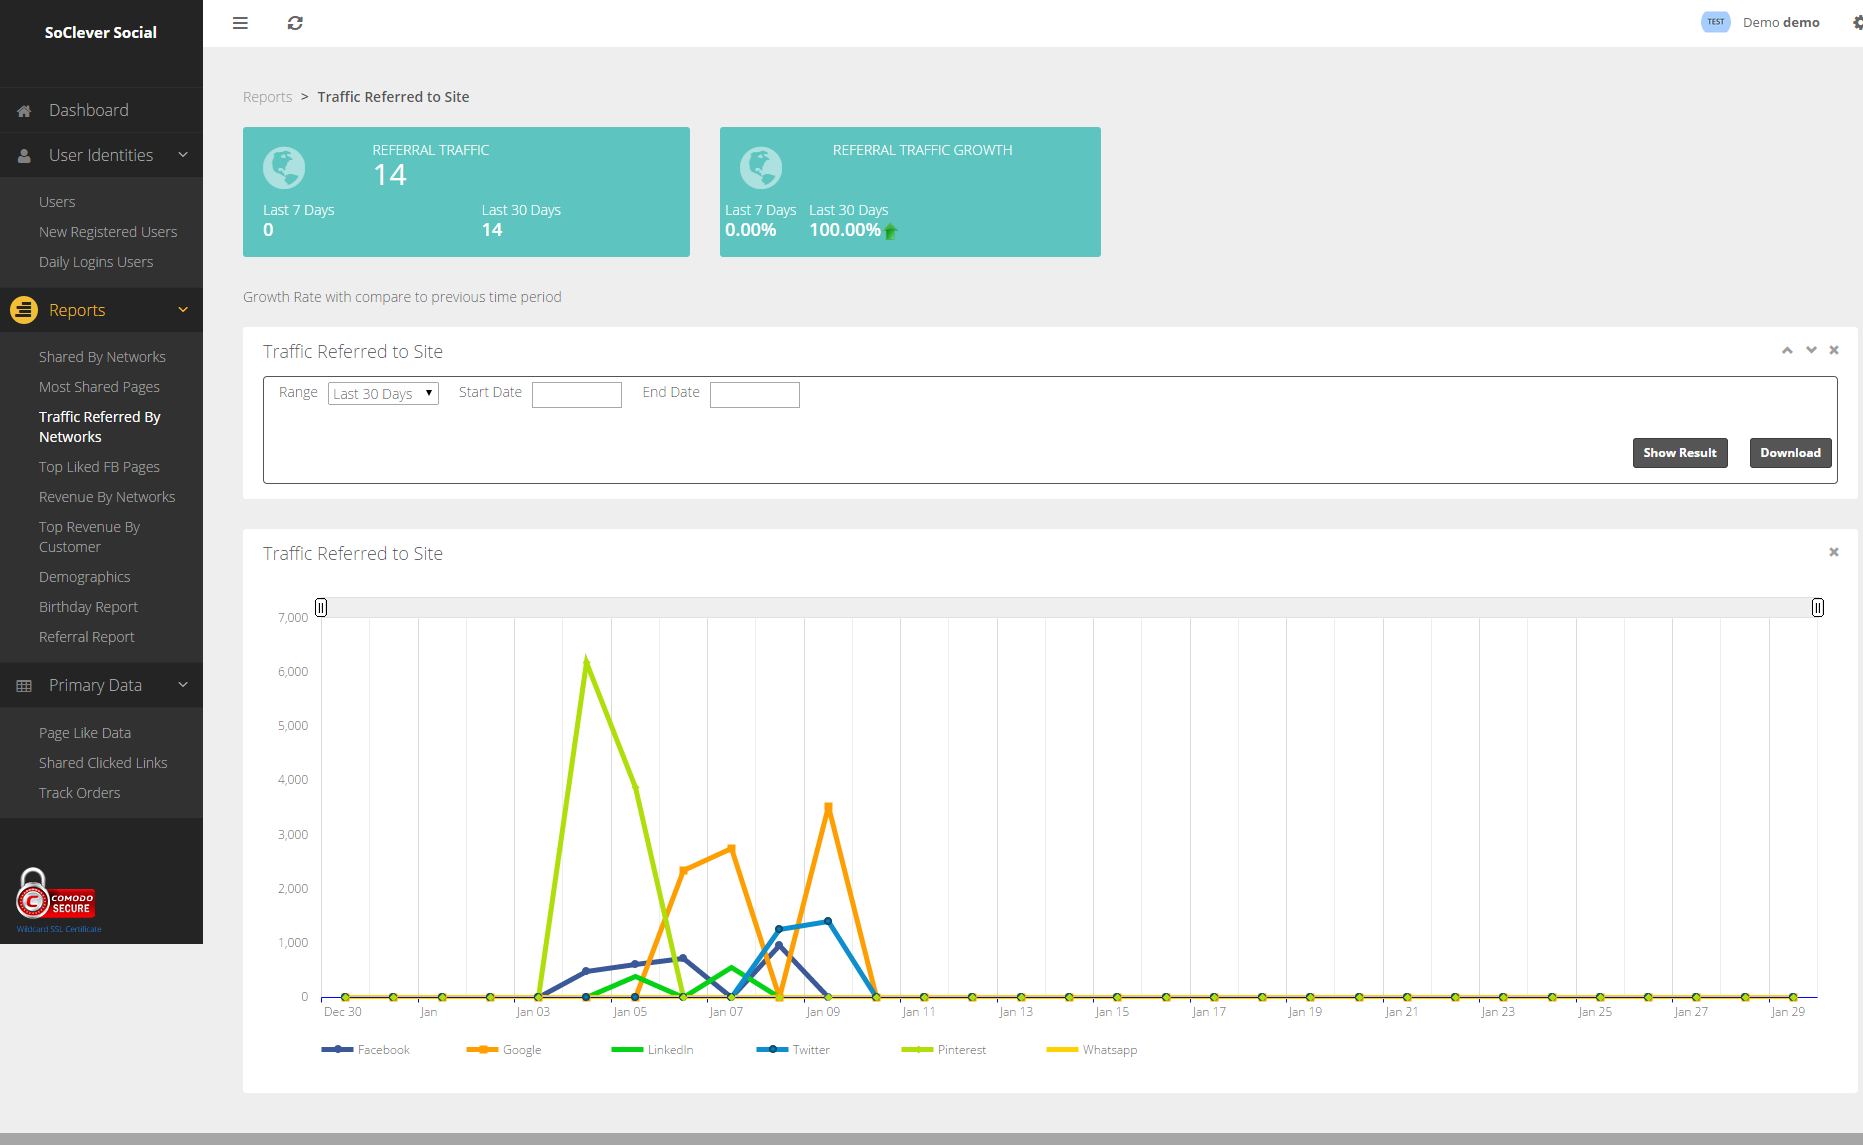 SoClever Social
TEST Demo demo
Dashboard
User Identities
Users
New Registered Users
Daily Logins Users
Reports
Shared By Networks
Most Shared Pages
Traffic Referred By
Networks
Top Liked FB Pages
Revenue By Networks
Top Revenue By
Customer
Demographics
Birthday Report
Referral Report
Primary Data
Page Like Data
Shared Clicked Links
Track Orders
C COMODO
SECURE
Wildcard SSL Certificate
Reports > Traffic Referred to Site
REFERRAL TRAFFIC
14
Last 7 Days Last 30 Days
0 14
REFERRAL TRAFFIC GROWTH
Last 7 Days Last 30 Days
0.00% 100.00%
Growth Rate with compare to previous time period
Traffic Referred to Site
Range Last 30 Days Start Date End Date
Show Result Download
Traffic Referred to Site
7,000
6,000
5,000
4,000
3,000
2,000
1,000
0
Dec 30 Jan Jan 03 Jan 05 Jan 07 Jan 09 Jan 11 Jan 13 Jan 15 Jan 17 Jan 19 Jan 21 Jan 23 Jan 25 Jan 27 Jan 29
Facebook Google LinkedIn Twitter Pinterest Whatsapp